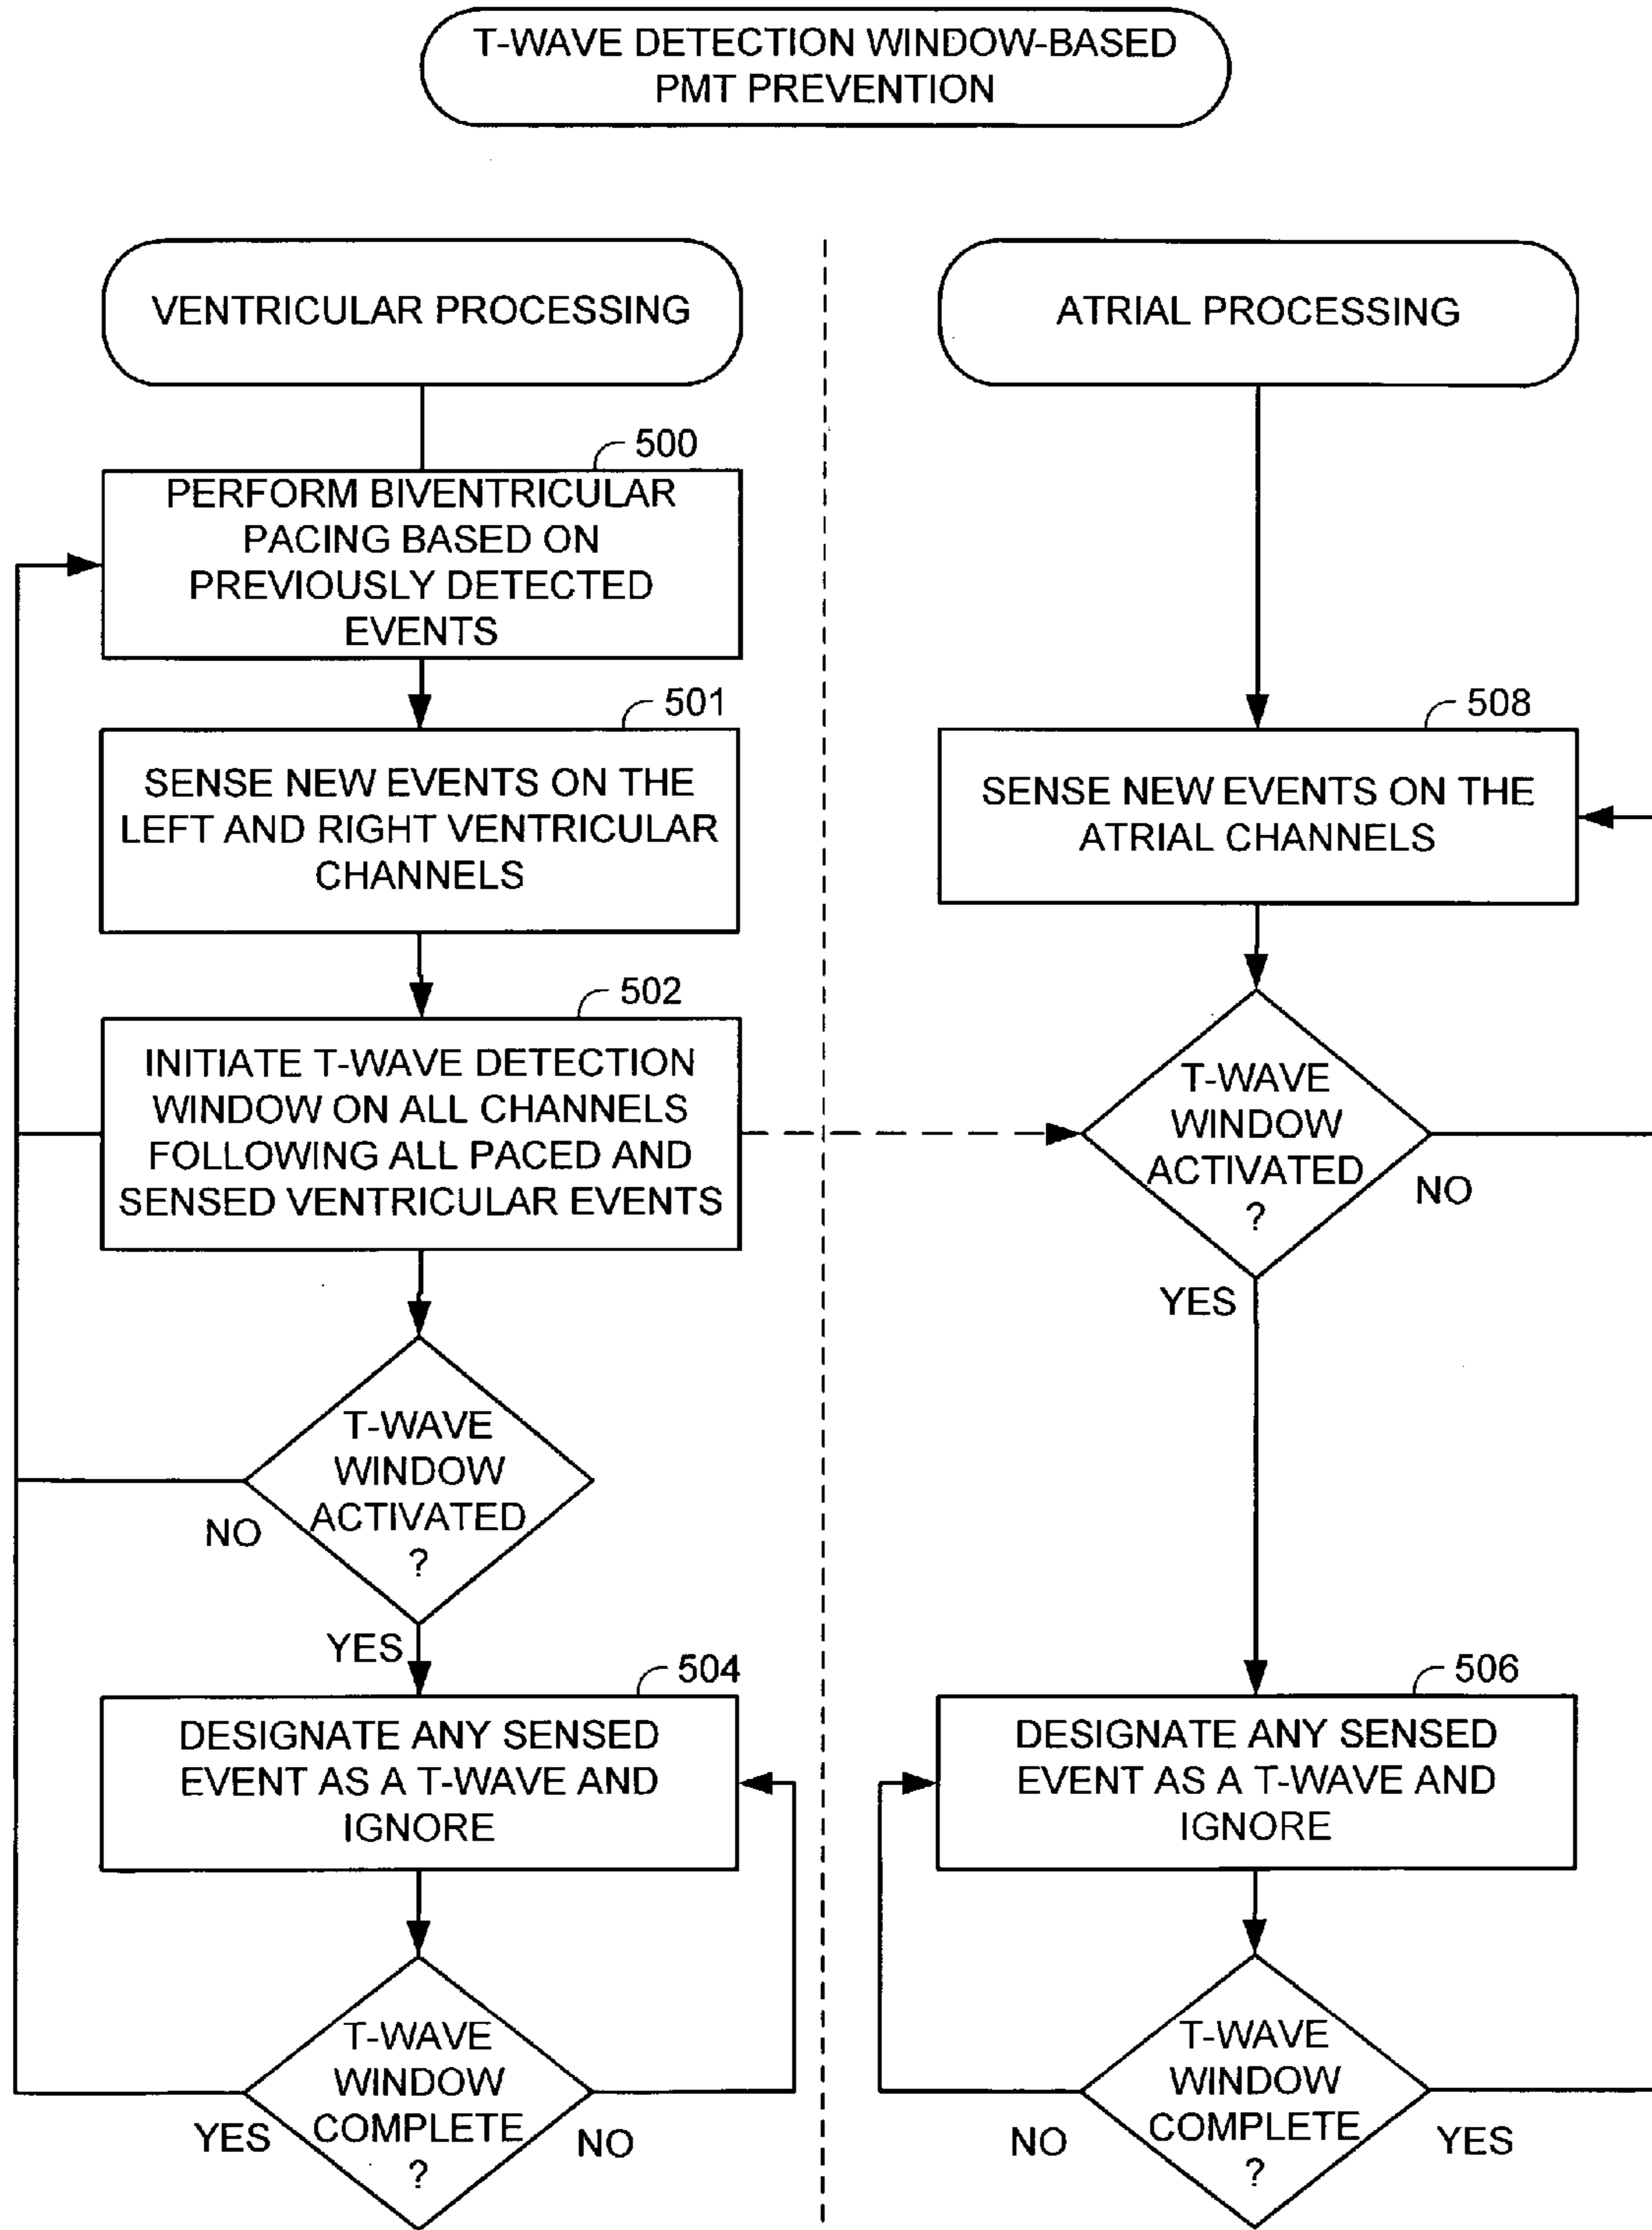 T-WAVE DETECTION WINDOW-BASED
PMT PREVENTION
VENTRICULAR PROCESSING
500
PERFORM BIVENTRICULAR
PACING BASED ON
PREVIOUSLY DETECTED
EVENTS
501
SENSE NEW EVENTS ON THE
LEFT AND RIGHT VENTRICULAR
CHANNELS
502
INITIATE T-WAVE DETECTION
WINDOW ON ALL CHANNELS
FOLLOWING ALL PACED AND
SENSED VENTRICULAR EVENTS
T-WAVE
WINDOW
ACTIVATED
?
NO
YES
504
DESIGNATE ANY SENSED
EVENT AS A T-WAVE AND
IGNORE
T-WAVE
WINDOW
COMPLETE
?
YES
NO
ATRIAL PROCESSING
508
SENSE NEW EVENTS ON THE
ATRIAL CHANNELS
T-WAVE
WINDOW
ACTIVATED
?
NO
YES
506
DESIGNATE ANY SENSED
EVENT AS A T-WAVE AND
IGNORE
T-WAVE
WINDOW
COMPLETE
?
NO
YES